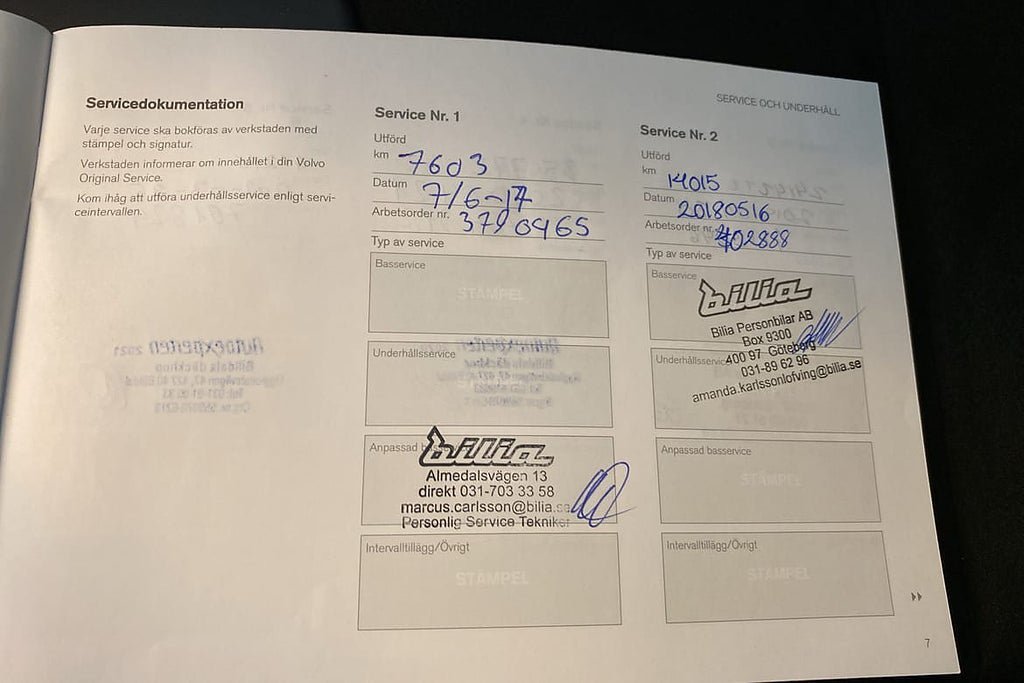 SERVICE OCH UNDERHÅLL
Servicedokumentation
Varje service ska bokföras av verkstaden med
stämpel och signatur.
Verkstaden informerar om innehållet i din Volvo
Original Service.
Kom ihåg att utföra underhållsservice enligt servi-
ceintervallen.
Service Nr. 1
Utförd
km 7603
Datum 7/6-17
Arbetsorder nr. 3790965
Typ av service
Basservice
STÄMPEL
Underhållsservice
Anpassad
bilia
Almedalsvägen 13
direkt 031-703 33 58
marcus.carlsson@bilia.se
Personlig Service Tekniker
Intervalltillägg/Övrigt
STÄMPEL
Service Nr. 2
Utförd
km 14015
Datum 20180516
Arbetsorder nr. 402888
Typ av service
Basservice
bilia
Bilia Personbilar AB
Box 9300
400 97 Göteborg
031-89 62 96
amanda.karlssonlofving@bilia.se
Underhållsservice
Anpassad basservice
STÄMPEL
Intervalltillägg/Övrigt
STÄMPEL
7